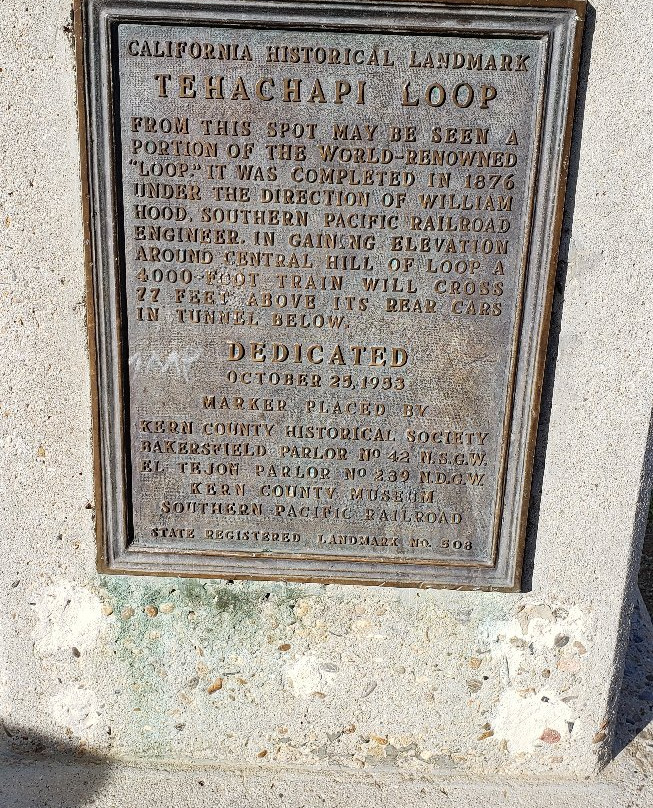 CALIFORNIA HISTORICAL LANDMARK
TEHACHAPI LOOP
FROM THIS SPOT MAY BE SEEN A
PORTION OF THE WORLD-RENOWNED
"LOOP." IT WAS COMPLETED IN 1876
UNDER THE DIRECTION OF WILLIAM
HOOD, SOUTHERN PACIFIC RAILROAD
ENGINEER. IN GAINING ELEVATION
AROUND CENTRAL HILL OF LOOP A
4000-FOOT TRAIN WILL CROSS
77 FEET ABOVE ITS REAR CARS
IN TUNNEL BELOW.
DEDICATED
OCTOBER 25, 1953
MARKER PLACED BY
KERN COUNTY HISTORICAL SOCIETY
BAKERSFIELD PARLOR Nº 42 N.S.G.W.
EL TEJON PARLOR Nº 239 N.D.G.W.
KERN COUNTY MUSEUM
SOUTHERN PACIFIC RAILROAD
STATE REGISTERED LANDMARK NO. 508